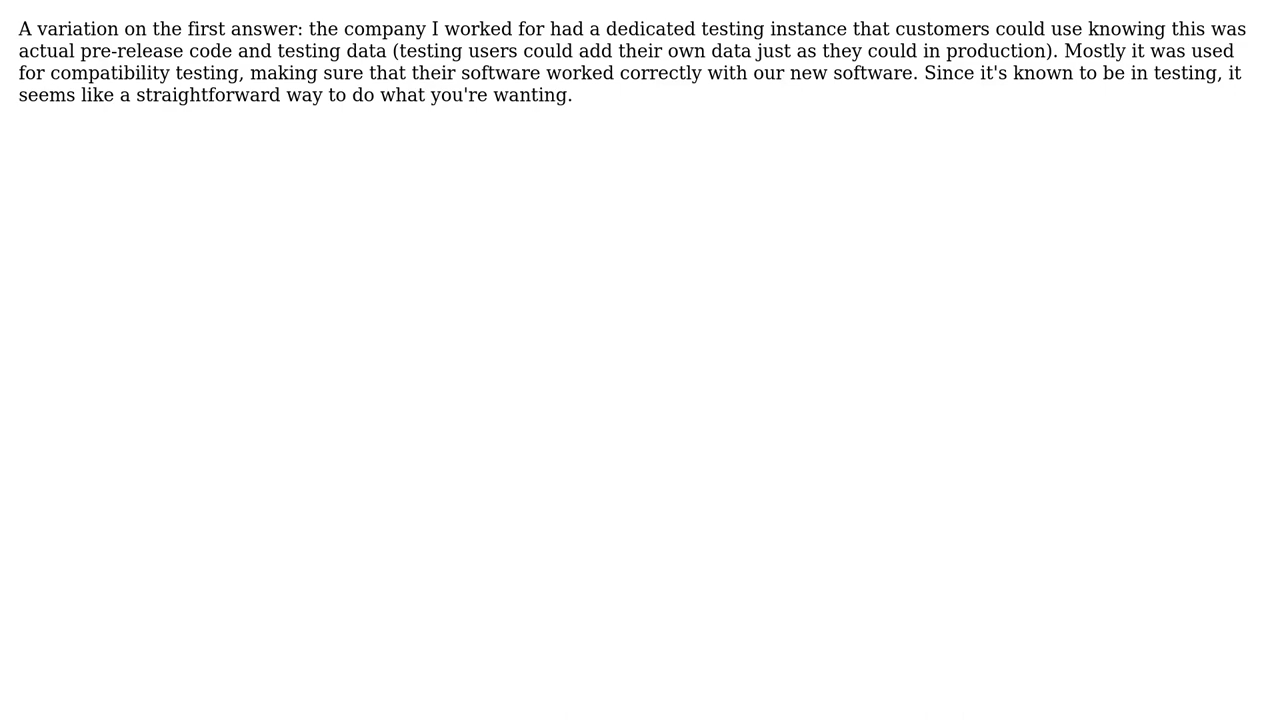 A variation on the first answer: the company I worked for had a dedicated testing instance that customers could use knowing this was
actual pre-release code and testing data (testing users could add their own data just as they could in production). Mostly it was used
for compatibility testing, making sure that their software worked correctly with our new software. Since it's known to be in testing, it
seems like a straightforward way to do what you're wanting.